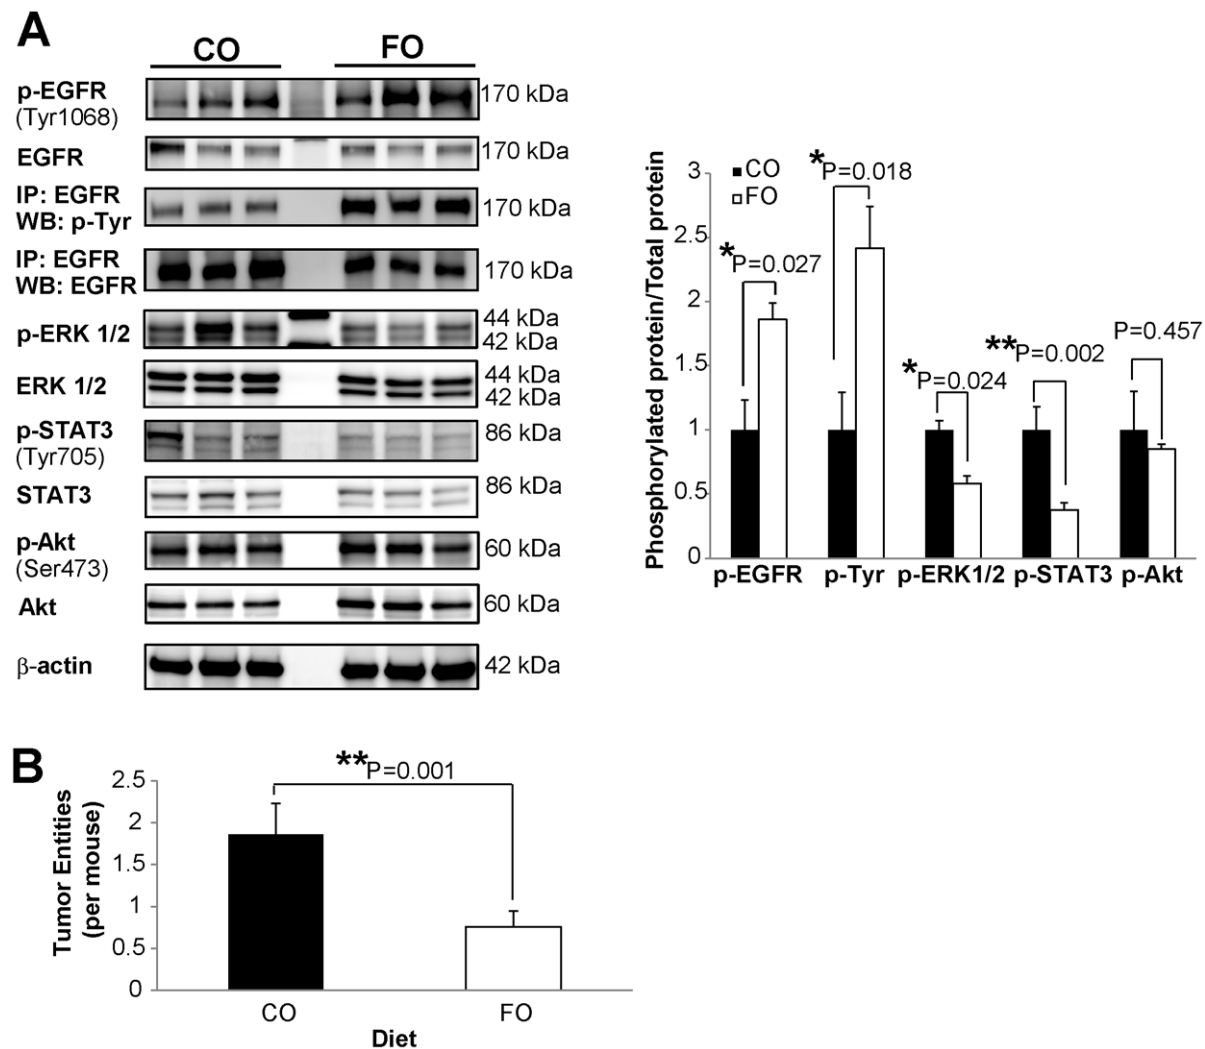 A
CO FO
p-EGFR 170 kDa
(Tyr1068)
EGFR 170 kDa
IP: EGFR
WB: p-Tyr 170 kDa
IP: EGFR
WB: EGFR 170 kDa
p-ERK 1/2 44 kDa
42 kDa
ERK 1/2 44 kDa
42 kDa
p-STAT3 86 kDa
(Tyr705)
STAT3 86 kDa
p-Akt 60 kDa
(Ser473)
Akt 60 kDa
β-actin 42 kDa
Phosphorylated protein/Total protein
3
2.5
2
1.5
1
0.5
0
CO
FO
*P=0.027
*P=0.018
*P=0.024
**P=0.002
P=0.457
p-EGFR p-Tyr p-ERK1/2 p-STAT3 p-Akt
B
Tumor Entities
(per mouse)
2.5
2
1.5
1
0.5
0
**P=0.001
CO FO
Diet